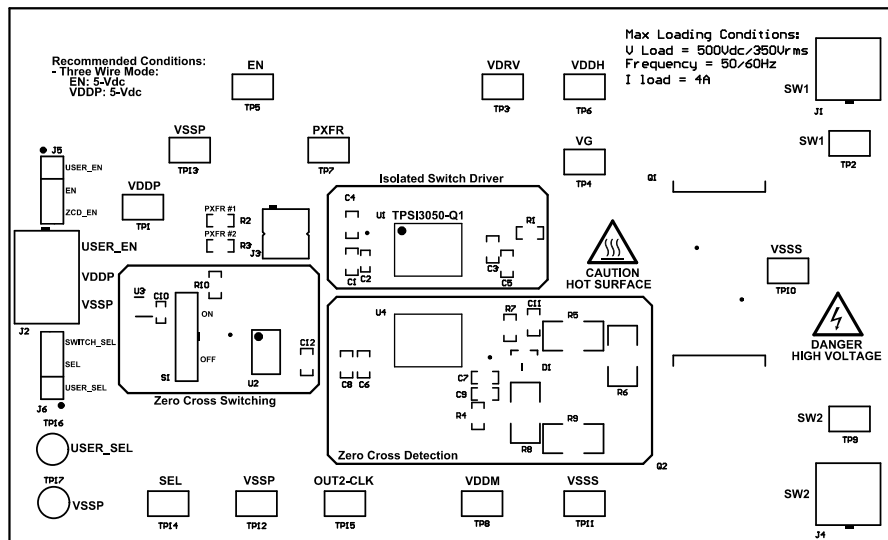 Recommended Conditions:
- Three Wire Mode:
EN: 5-Vdc
VDDP: 5-Vdc
Max Loading Conditions:
V Load = 500Vdc/350Vrms
Frequency = 50/60Hz
I load = 4A
EN
TP5
VDRV
TP3
VDDH
TP6
SW1
J1
SW1
TP2
VSSP
TP13
PXFR
TP7
VG
TP4
J5
USER_EN
EN
ZCD_EN
VDDP
TP1
PXFR #1
R2
PXFR #2
R3
J3
Isolated Switch Driver
C4
U1
TPSI3050-Q1
R1
C1
C2
C3
C5
Q1
CAUTION
HOT SURFACE
VSSS
TP10
DANGER
HIGH VOLTAGE
USER_EN
VDDP
VSSP
J2
U3
C10
R10
ON
OFF
S1
U2
C12
Zero Cross Switching
SWITCH_SEL
SEL
USER_SEL
J6
U4
R7
C11
R5
D1
R6
C8
C6
C7
C9
R4
R8
R9
Zero Cross Detection
Q2
SW2
TP9
TP16
USER_SEL
TP17
VSSP
SEL
TP14
VSSP
TP12
OUT2-CLK
TP15
VDDM
TP8
VSSS
TP11
SW2
J4